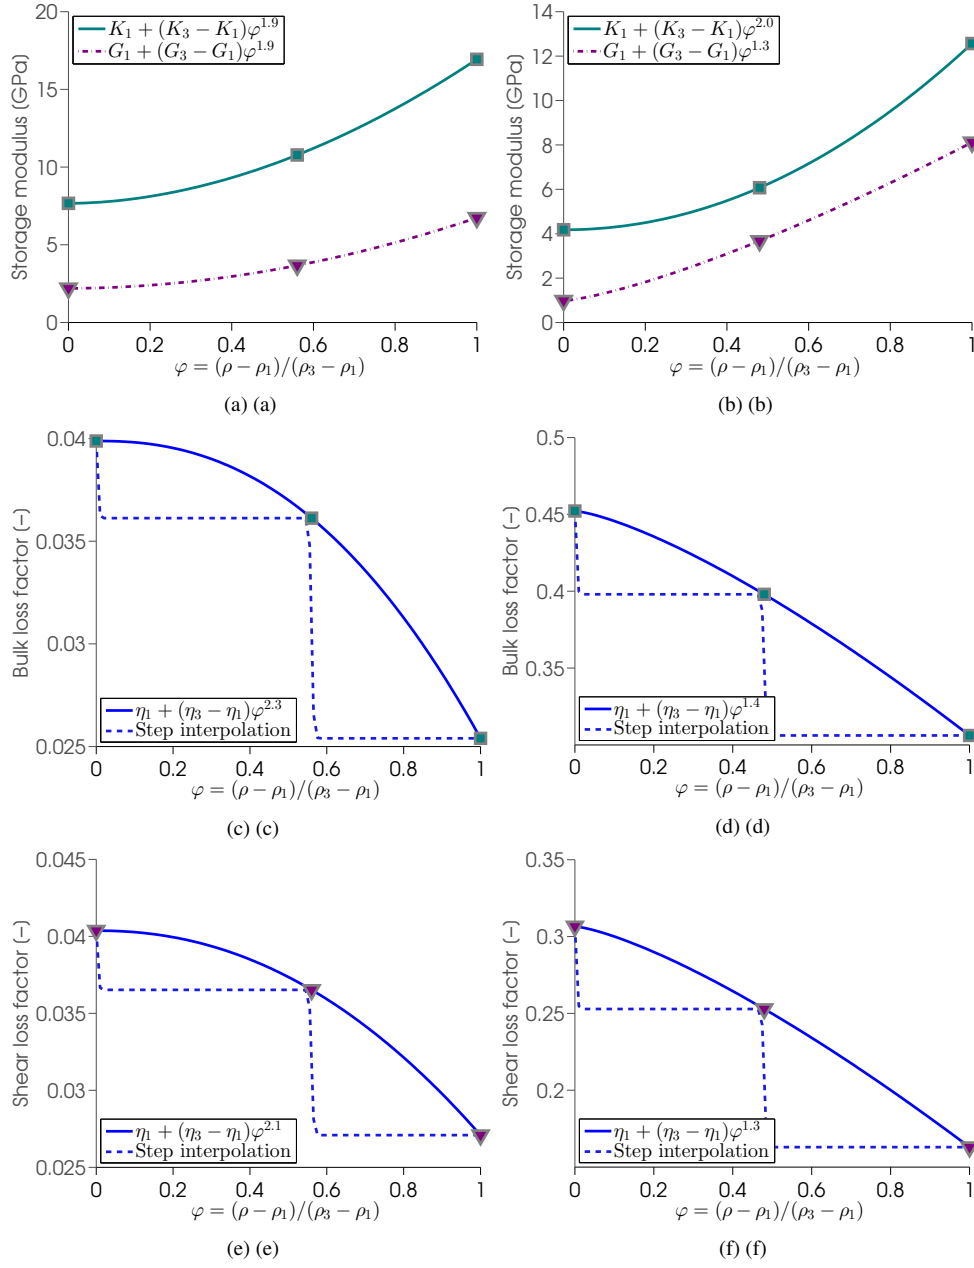 20
15
10
5
0
Storage modulus (GPa)
K₁ + (K₃ − K₁)φ^1.9
G₁ + (G₃ − G₁)φ^1.9
0 0.2 0.4 0.6 0.8 1
φ = (ρ − ρ₁)/(ρ₃ − ρ₁)
(a) (a)
14
12
10
8
6
4
2
0
Storage modulus (GPa)
K₁ + (K₃ − K₁)φ^2.0
G₁ + (G₃ − G₁)φ^1.3
0 0.2 0.4 0.6 0.8 1
φ = (ρ − ρ₁)/(ρ₃ − ρ₁)
(b) (b)
0.04
0.035
0.03
0.025
Bulk loss factor (−)
η₁ + (η₃ − η₁)φ^2.3
Step interpolation
0 0.2 0.4 0.6 0.8 1
φ = (ρ − ρ₁)/(ρ₃ − ρ₁)
(c) (c)
0.5
0.45
0.4
0.35
Bulk loss factor (−)
η₁ + (η₃ − η₁)φ^1.4
Step interpolation
0 0.2 0.4 0.6 0.8 1
φ = (ρ − ρ₁)/(ρ₃ − ρ₁)
(d) (d)
0.045
0.04
0.035
0.03
0.025
Shear loss factor (−)
η₁ + (η₃ − η₁)φ^2.1
Step interpolation
0 0.2 0.4 0.6 0.8 1
φ = (ρ − ρ₁)/(ρ₃ − ρ₁)
(e) (e)
0.35
0.3
0.25
0.2
Shear loss factor (−)
η₁ + (η₃ − η₁)φ^1.3
Step interpolation
0 0.2 0.4 0.6 0.8 1
φ = (ρ − ρ₁)/(ρ₃ − ρ₁)
(f) (f)